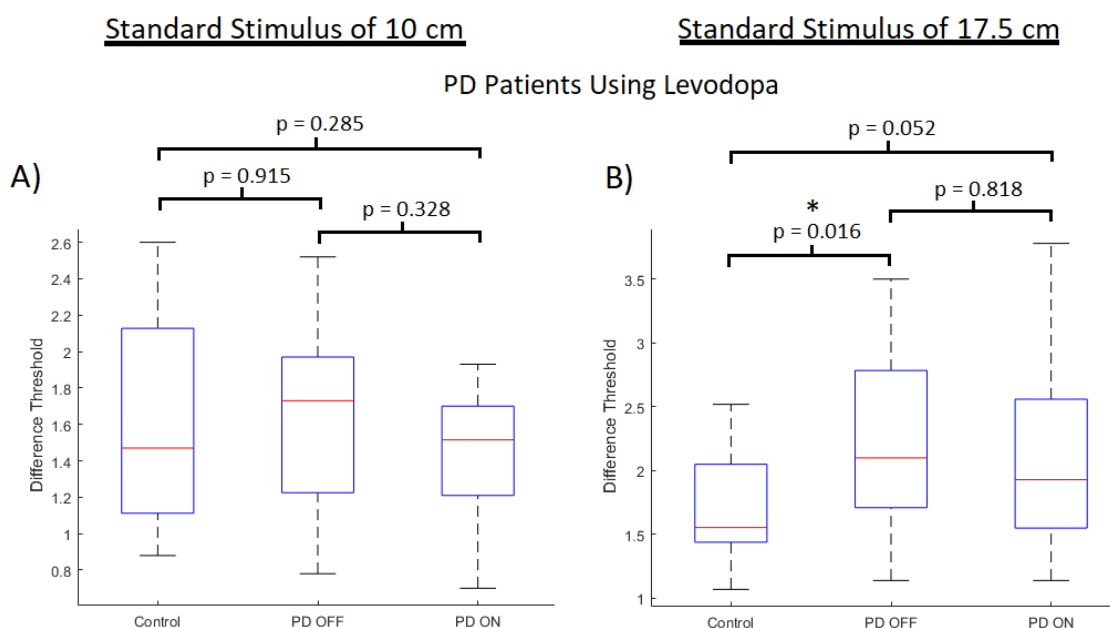 Standard Stimulus of 10 cm
Standard Stimulus of 17.5 cm
PD Patients Using Levodopa
A)
p = 0.285
p = 0.915
p = 0.328
Difference Threshold
2.6
2.4
2.2
2
1.8
1.6
1.4
1.2
1
0.8
Control
PD OFF
PD ON
B)
p = 0.052
p = 0.818
*
p = 0.016
Difference Threshold
3.5
3
2.5
2
1.5
1
Control
PD OFF
PD ON